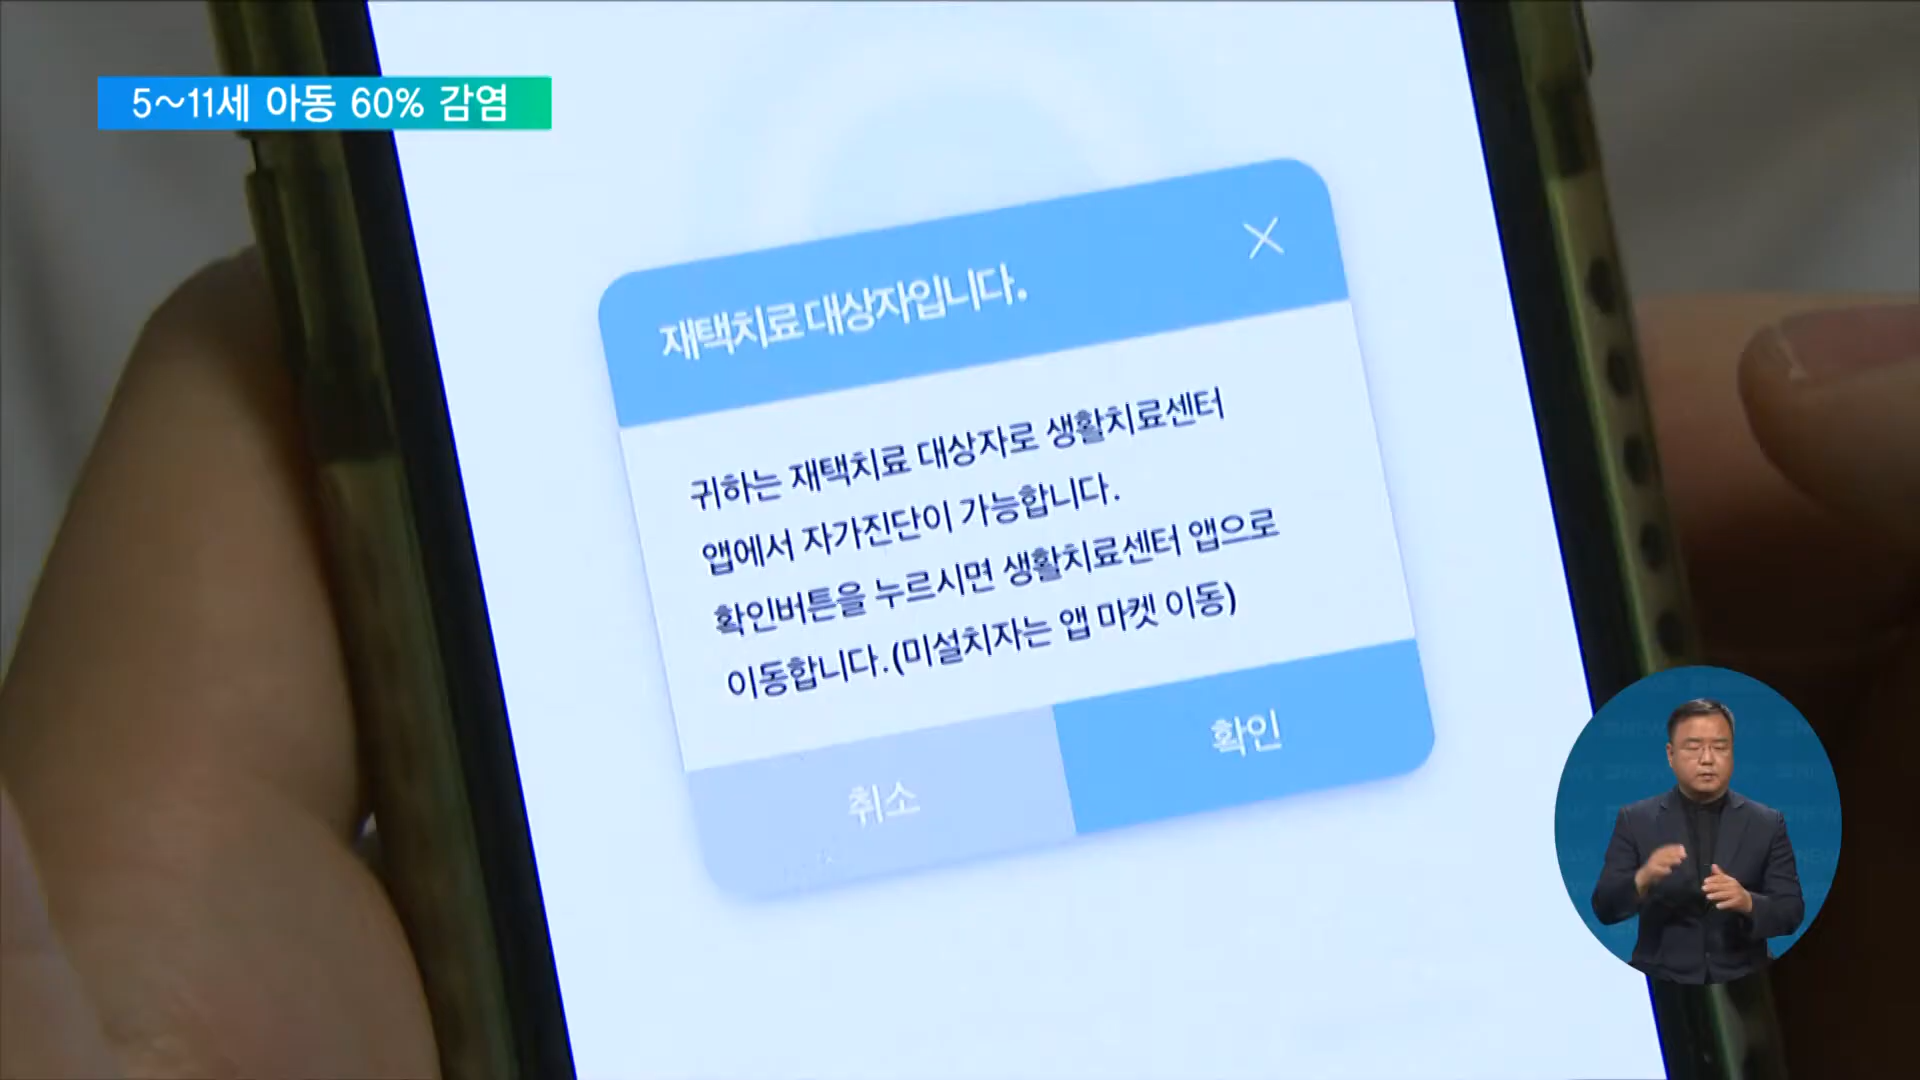 5~11세 아동 60% 감염
재택치료 대상자입니다.
귀하는 재택치료 대상자로 생활치료센터
앱에서 자가진단이 가능합니다.
확인버튼을 누르시면 생활치료센터 앱으로
이동합니다.(미설치자는 앱 마켓 이동)
취소
확인